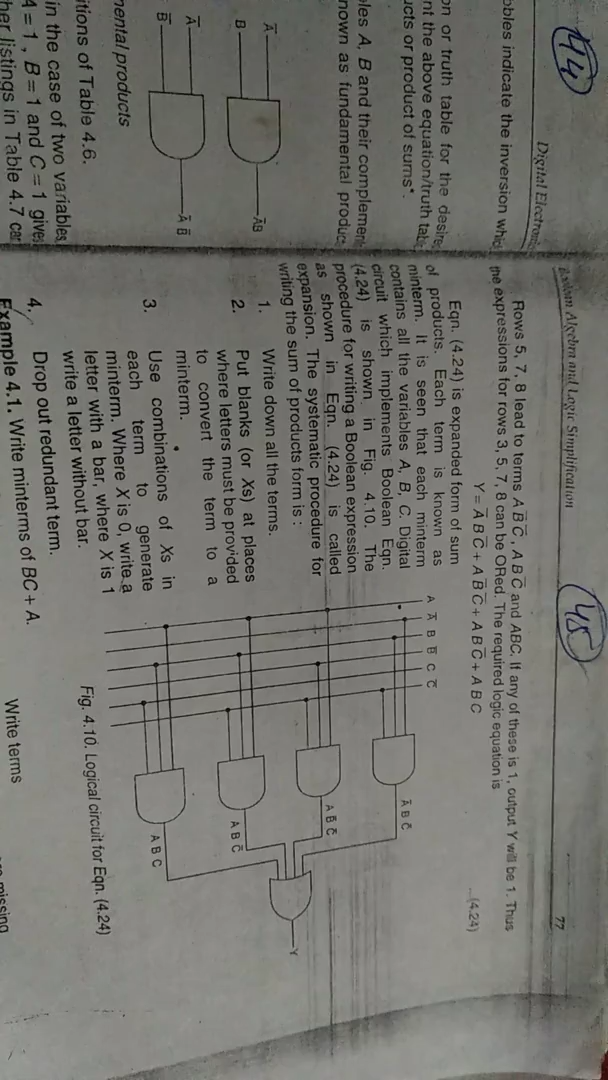 44
Digital Electronics
bbles indicate the inversion whic
on or truth table for the desire
nt the above equation/truth tab
ucts or product of sums".
les A, B and their complemen
nown as fundamental produc
A̅
B
A̅B
A̅
B̅
A̅ B̅
mental products
itions of Table 4.6.
in the case of two variables
A = 1, B = 1 and C = 1 gives
her listings in Table 4.7 can
Boolean Algebra and Logic Simplification
45
77
Rows 5, 7, 8 lead to terms A B̅ C̅, A B C̅ and ABC. If any of these is 1, output Y will be 1. Thus
the expressions for rows 3, 5, 7, 8 can be ORed. The required logic equation is
Y = A̅ B C̅ + A B̅ C̅ + A B C̅ + A B C
...(4.24)
Eqn. (4.24) is expanded form of sum
of products. Each term is known as
minterm. It is seen that each minterm
contains all the variables A, B, C. Digital
circuit which implements Boolean Eqn.
(4.24) is shown in Fig. 4.10. The
procedure for writing a Boolean expression
as shown in Eqn. (4.24) is called
expansion. The systematic procedure for
writing the sum of products form is :
1. Write down all the terms.
2. Put blanks (or Xs) at places
where letters must be provided
to convert the term to a
minterm.
3. Use combinations of Xs in
each term to generate
minterm. Where X is 0, write a
letter with a bar, where X is 1
write a letter without bar.
4. Drop out redundant term.
A A̅ B B̅ C C̅
A̅ B C̅
A B̅ C̅
A B C̅
A B C
Y
Fig. 4.10. Logical circuit for Eqn. (4.24)
Example 4.1. Write minterms of BC + A.
Write terms
missing